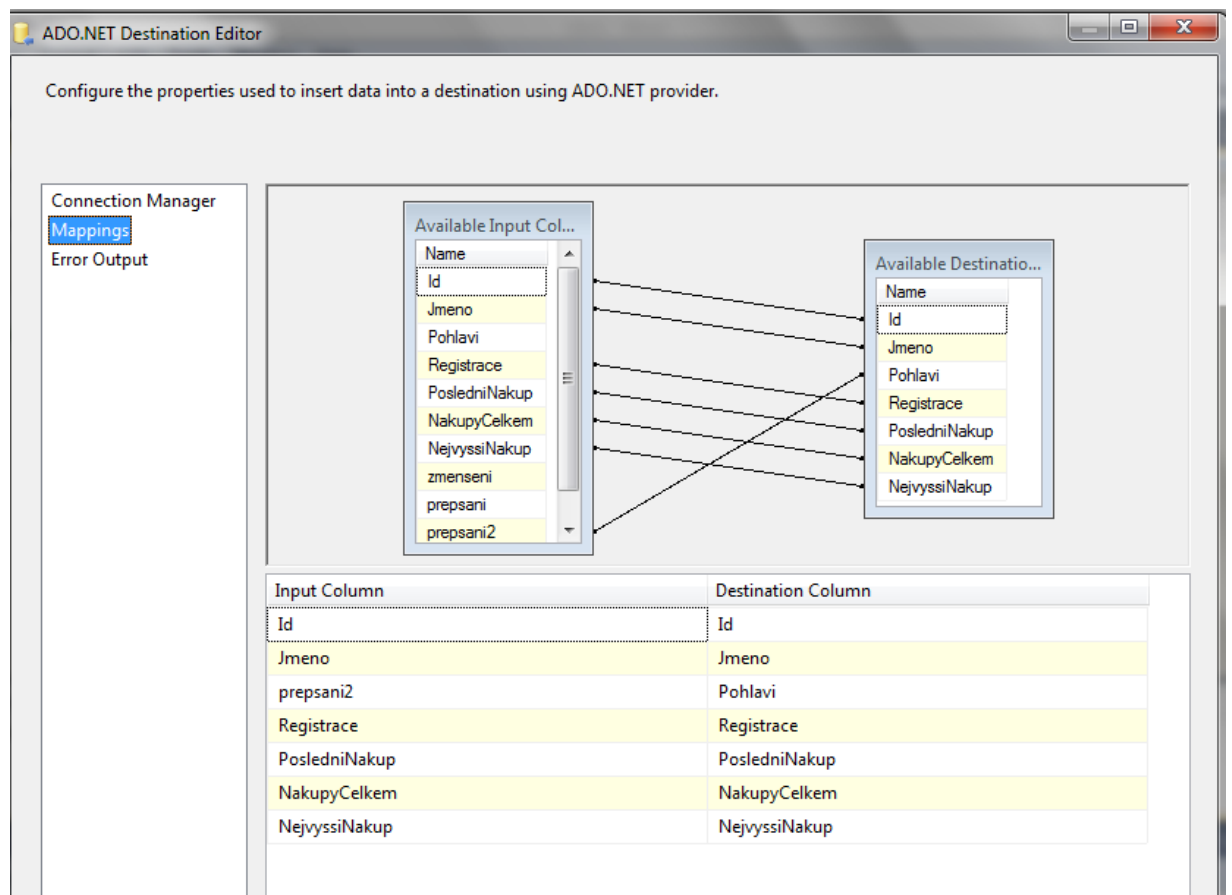 ADO.NET Destination Editor
Configure the properties used to insert data into a destination using ADO.NET provider.
Connection Manager
Mappings
Error Output
Available Input Col...
Name
Id
Jmeno
Pohlavi
Registrace
PosledniNakup
NakupyCelkem
NejvyssiNakup
zmenseni
prepsani
prepsani2
Available Destinatio...
Name
Id
Jmeno
Pohlavi
Registrace
PosledniNakup
NakupyCelkem
NejvyssiNakup
Input Column Destination Column
Id Id
Jmeno Jmeno
prepsani2 Pohlavi
Registrace Registrace
PosledniNakup PosledniNakup
NakupyCelkem NakupyCelkem
NejvyssiNakup NejvyssiNakup